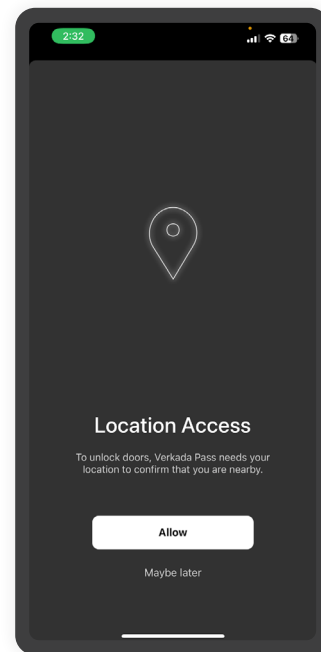 2:32
64
Location Access
To unlock doors, Verkada Pass needs your
location to confirm that you are nearby.
Allow
Maybe later